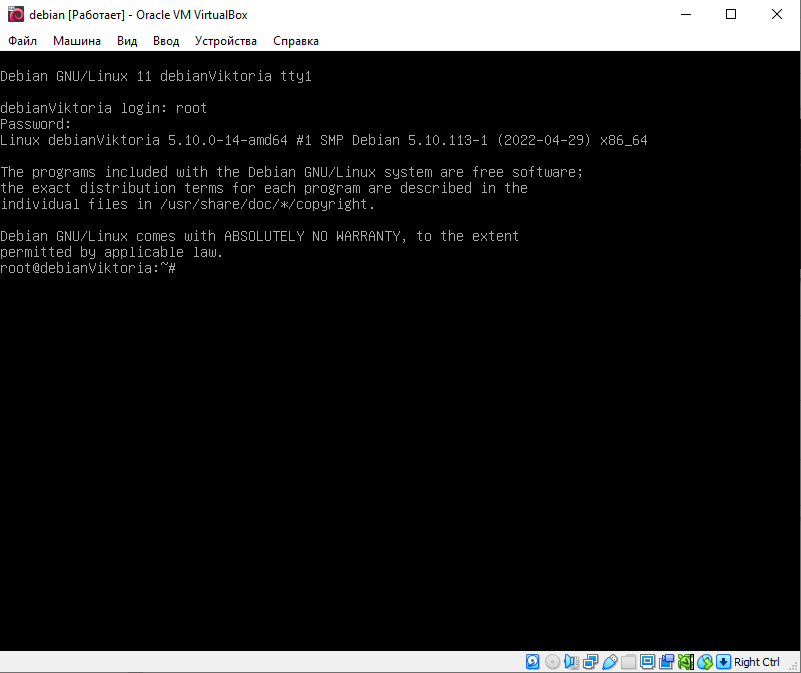 debian [Работает] - Oracle VM VirtualBox
Файл Машина Вид Ввод Устройства Справка
Debian GNU/Linux 11 debianViktoria tty1
debianViktoria login: root
Password:
Linux debianViktoria 5.10.0-14-amd64 #1 SMP Debian 5.10.113-1 (2022-04-29) x86_64
The programs included with the Debian GNU/Linux system are free software;
the exact distribution terms for each program are described in the
individual files in /usr/share/doc/*/copyright.
Debian GNU/Linux comes with ABSOLUTELY NO WARRANTY, to the extent
permitted by applicable law.
root@debianViktoria:~#
Right Ctrl